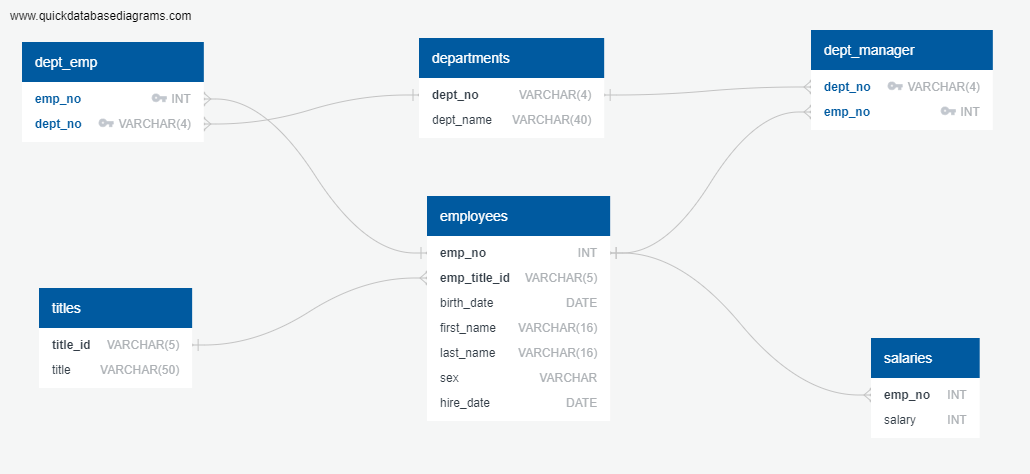 www.quickdatabasediagrams.com
dept_emp
emp_no INT
dept_no VARCHAR(4)
departments
dept_no VARCHAR(4)
dept_name VARCHAR(40)
dept_manager
dept_no VARCHAR(4)
emp_no INT
employees
emp_no INT
emp_title_id VARCHAR(5)
birth_date DATE
first_name VARCHAR(16)
last_name VARCHAR(16)
sex VARCHAR
hire_date DATE
titles
title_id VARCHAR(5)
title VARCHAR(50)
salaries
emp_no INT
salary INT